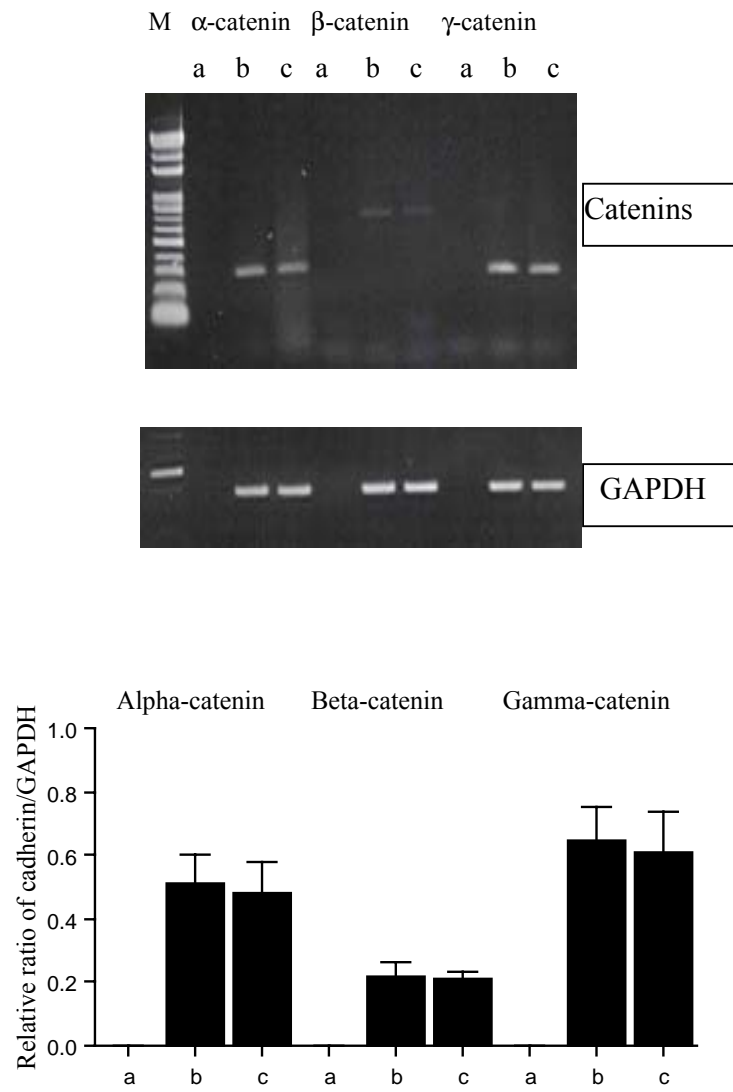 M α-catenin β-catenin γ-catenin
a b c a b c a b c
Catenins
GAPDH
Alpha-catenin Beta-catenin Gamma-catenin
Relative ratio of cadherin/GAPDH
1.0
0.8
0.6
0.4
0.2
0.0
a b c a b c a b c